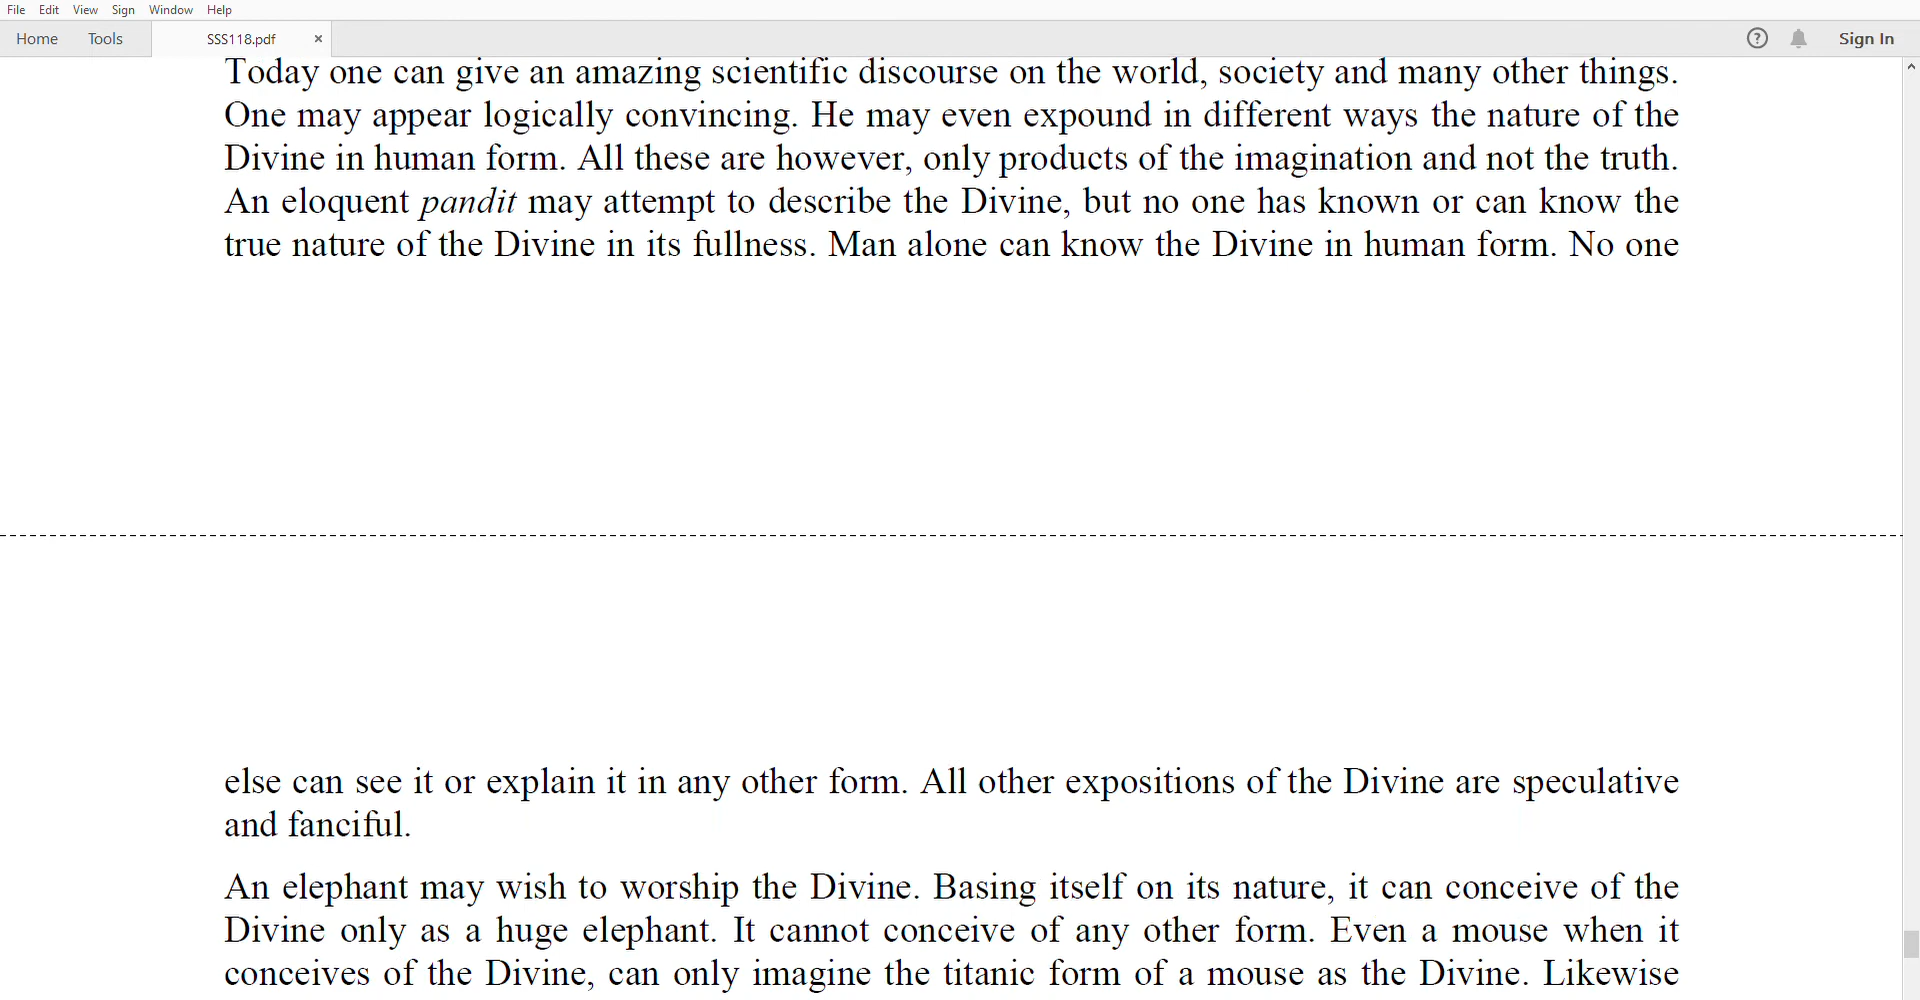 File Edit View Sign Window Help
Home Tools SSS118.pdf × ? Sign In
Today one can give an amazing scientific discourse on the world, society and many other things.
One may appear logically convincing. He may even expound in different ways the nature of the
Divine in human form. All these are however, only products of the imagination and not the truth.
An eloquent pandit may attempt to describe the Divine, but no one has known or can know the
true nature of the Divine in its fullness. Man alone can know the Divine in human form. No one
else can see it or explain it in any other form. All other expositions of the Divine are speculative
and fanciful.
An elephant may wish to worship the Divine. Basing itself on its nature, it can conceive of the
Divine only as a huge elephant. It cannot conceive of any other form. Even a mouse when it
conceives of the Divine, can only imagine the titanic form of a mouse as the Divine. Likewise